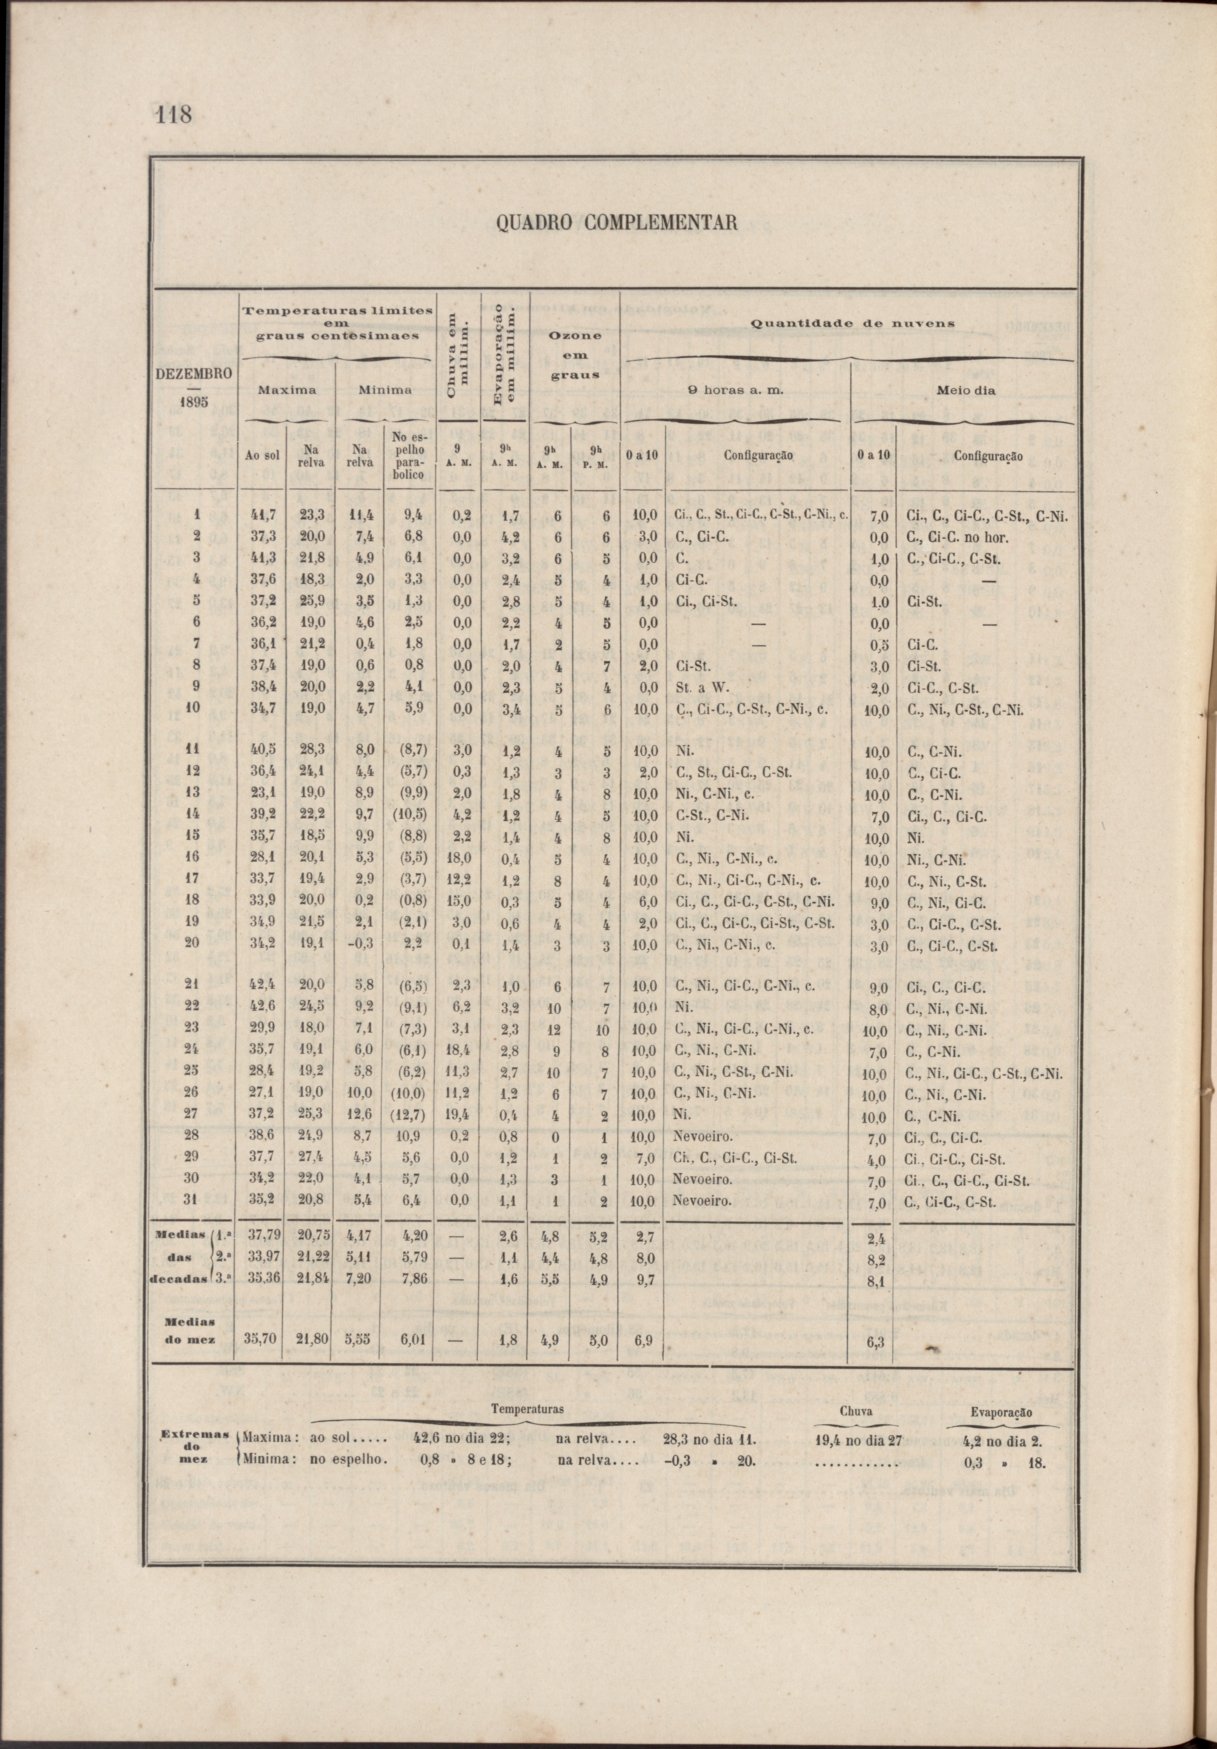 118
QUADRO COMPLEMENTAR
DEZEMBRO
—
1895
Temperaturas limites
em
graus centesimaes
Chuva em
millim.
Evaporação
em millim.
Ozone
em
graus
Quantidade de nuvens
Maxima Minima 9 horas a. m. Meio dia
Ao sol Na relva Na relva No es-pelho para-bolico 9 A. M. 9h A. M. 9h A. M. 9h P. M. 0 a 10 Configuração 0 a 10 Configuração
1 41,7 23,3 11,4 9,4 0,2 1,7 6 6 10,0 Ci., C., St., Ci-C., C-St., C-Ni., c. 7,0 Ci., C., Ci-C., C-St., C-Ni.
2 37,3 20,0 7,4 6,8 0,0 4,2 6 6 3,0 C., Ci-C. 0,0 C., Ci-C. no hor.
3 41,3 21,8 4,9 6,1 0,0 3,2 6 5 0,0 C. 1,0 C., Ci-C., C-St.
4 37,6 18,3 2,0 3,3 0,0 2,4 5 4 1,0 Ci-C. 0,0 —
5 37,2 25,9 3,5 1,3 0,0 2,8 5 4 1,0 Ci., Ci-St. 1,0 Ci-St.
6 36,2 19,0 4,6 2,5 0,0 2,2 4 5 0,0 — 0,0 —
7 36,1 21,2 0,4 1,8 0,0 1,7 2 5 0,0 — 0,5 Ci-C.
8 37,4 19,0 0,6 0,8 0,0 2,0 4 7 2,0 Ci-St. 3,0 Ci-St.
9 38,4 20,0 2,2 4,1 0,0 2,3 5 4 0,0 St. a W. 2,0 Ci-C., C-St.
10 34,7 19,0 4,7 5,9 0,0 3,4 5 6 10,0 C., Ci-C., C-St., C-Ni., c. 10,0 C., Ni., C-St., C-Ni.
11 40,5 28,3 8,0 (8,7) 3,0 1,2 4 5 10,0 Ni. 10,0 C., C-Ni.
12 36,4 24,1 4,4 (5,7) 0,3 1,3 3 3 2,0 C., St., Ci-C., C-St. 10,0 C., Ci-C.
13 23,1 19,0 8,9 (9,9) 2,0 1,8 4 8 10,0 Ni., C-Ni., c. 10,0 C., C-Ni.
14 39,2 22,2 9,7 (10,5) 4,2 1,2 4 5 10,0 C-St., C-Ni. 7,0 Ci., C., Ci-C.
15 35,7 18,5 9,9 (8,8) 2,2 1,4 4 8 10,0 Ni. 10,0 Ni.
16 28,1 20,1 5,3 (5,5) 18,0 0,4 5 4 10,0 C., Ni., C-Ni., c. 10,0 Ni., C-Ni.
17 33,7 19,4 2,9 (3,7) 12,2 1,2 8 4 10,0 C., Ni., Ci-C., C-Ni., c. 10,0 C., Ni., C-St.
18 33,9 20,0 0,2 (0,8) 15,0 0,3 5 4 6,0 Ci., C., Ci-C., C-St., C-Ni. 9,0 C., Ni., Ci-C.
19 34,9 21,5 2,1 (2,1) 3,0 0,6 4 4 2,0 Ci., C., Ci-C., Ci-St., C-St. 3,0 C., Ci-C., C-St.
20 34,2 19,1 -0,3 2,2 0,1 1,4 3 3 10,0 C., Ni., C-Ni., c. 3,0 C., Ci-C., C-St.
21 42,4 20,0 5,8 (6,5) 2,3 1,0 6 7 10,0 C., Ni., Ci-C., C-Ni., c. 9,0 Ci., C., Ci-C.
22 42,6 24,5 9,2 (9,1) 6,2 3,2 10 7 10,0 Ni. 8,0 C., Ni., C-Ni.
23 29,9 18,0 7,1 (7,3) 3,1 2,3 12 10 10,0 C., Ni., Ci-C., C-Ni., c. 10,0 C., Ni., C-Ni.
24 35,7 19,1 6,0 (6,1) 18,4 2,8 9 8 10,0 C., Ni., C-Ni. 7,0 C., C-Ni.
25 28,4 19,2 5,8 (6,2) 11,3 2,7 10 7 10,0 C., Ni., C-St., C-Ni. 10,0 C., Ni., Ci-C., C-St., C-Ni.
26 27,1 19,0 10,0 (10,0) 11,2 1,2 6 7 10,0 C., Ni., C-Ni. 10,0 C., Ni., C-Ni.
27 37,2 25,3 12,6 (12,7) 19,4 0,4 4 2 10,0 Ni. 10,0 C., C-Ni.
28 38,6 24,9 8,7 10,9 0,2 0,8 0 1 10,0 Nevoeiro. 7,0 Ci., C., Ci-C.
29 37,7 27,4 4,5 5,6 0,0 1,2 1 2 7,0 Ci., C., Ci-C., Ci-St. 4,0 Ci., Ci-C., Ci-St.
30 34,2 22,0 4,1 5,7 0,0 1,3 3 1 10,0 Nevoeiro. 7,0 Ci., C., Ci-C., Ci-St.
31 35,2 20,8 5,4 6,4 0,0 1,1 1 2 10,0 Nevoeiro. 7,0 C., Ci-C., C-St.
Medias 1.ª 37,79 20,75 4,17 4,20 — 2,6 4,8 5,2 2,7 2,4
das 2.ª 33,97 21,22 5,11 5,79 — 1,1 4,4 4,8 8,0 8,2
decadas 3.ª 35,36 21,84 7,20 7,86 — 1,6 5,5 4,9 9,7 8,1
Medias
do mez 35,70 21,80 5,55 6,01 — 1,8 4,9 5,0 6,9 6,3
Temperaturas Chuva Evaporação
Extremas
do
mez
Maxima: ao sol..... 42,6 no dia 22; na relva.... 28,3 no dia 11. 19,4 no dia 27 4,2 no dia 2.
Minima: no espelho. 0,8 » 8 e 18; na relva.... -0,3 » 20. ............ 0,3 » 18.